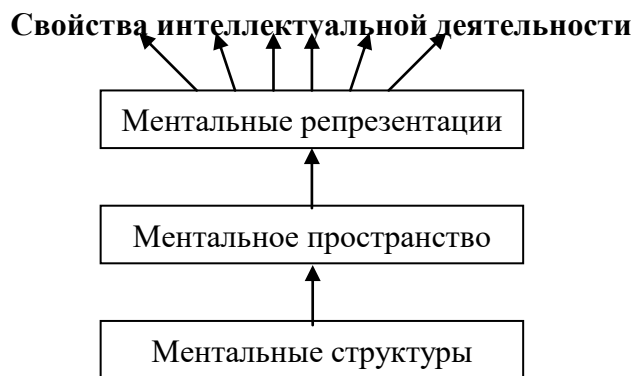 Свойства интеллектуальной деятельности
Ментальные репрезентации
Ментальное пространство
Ментальные структуры